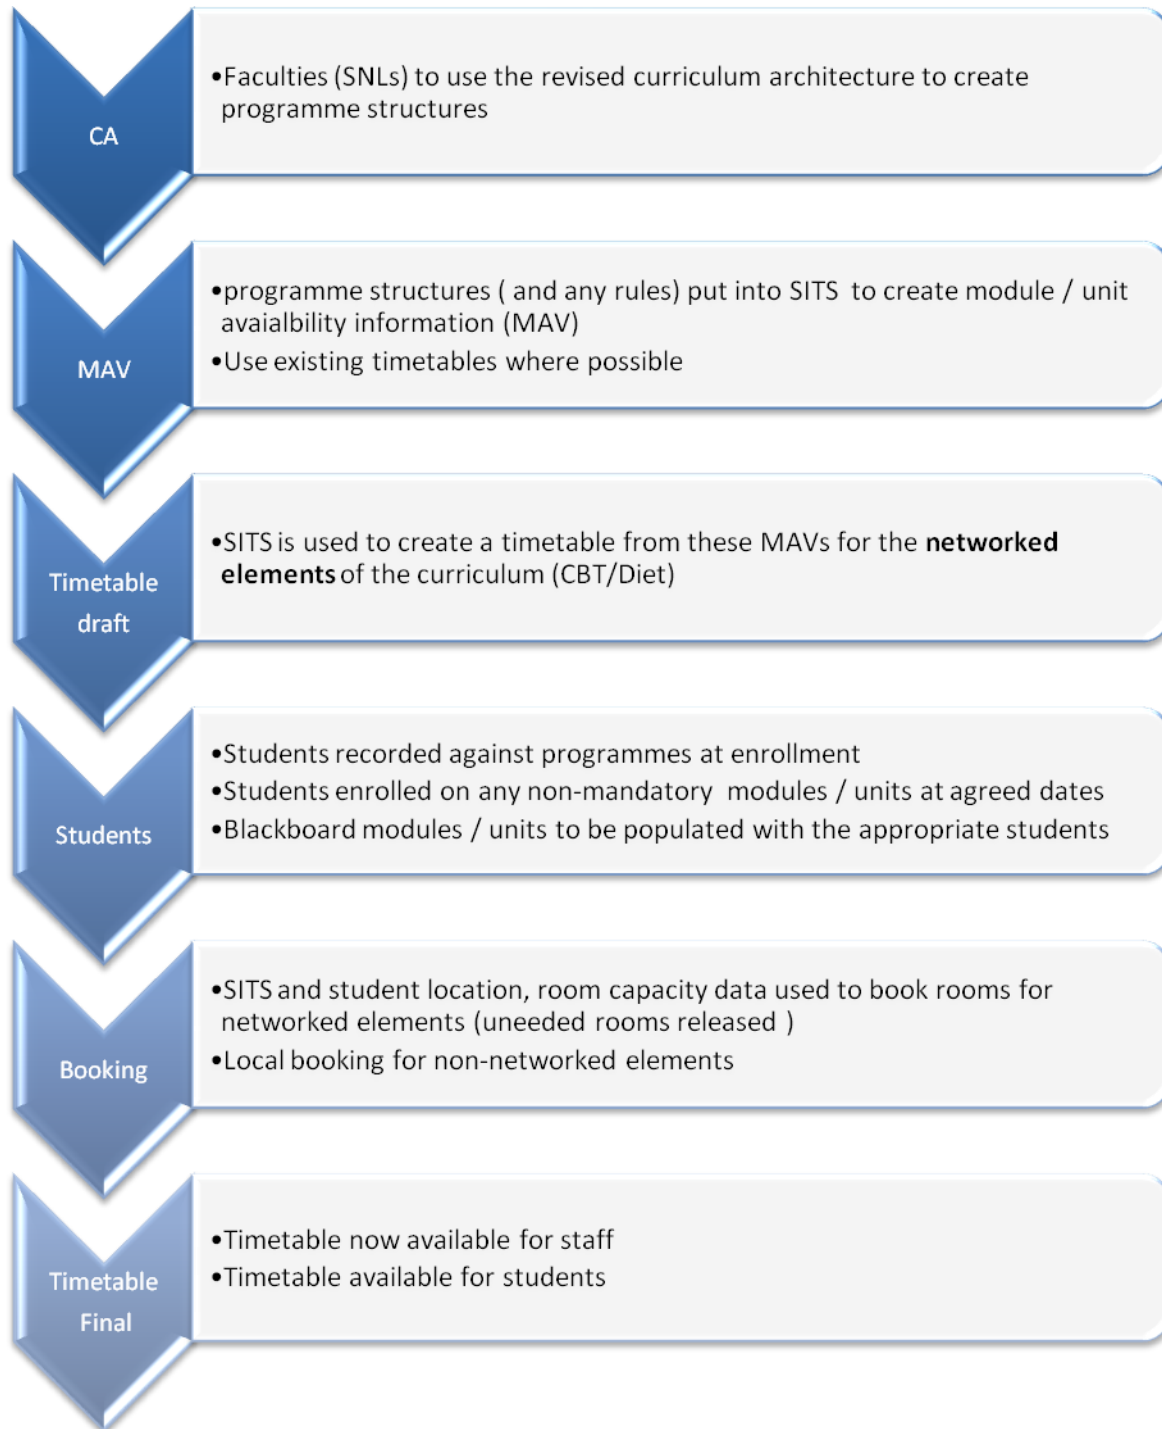 CA
•Faculties (SNLs) to use the revised curriculum architecture to create
programme structures
MAV
•programme structures ( and any rules) put into SITS to create module / unit
avaialbility information (MAV)
•Use existing timetables where possible
Timetable
draft
•SITS is used to create a timetable from these MAVs for the networked
elements of the curriculum (CBT/Diet)
Students
•Students recorded against programmes at enrollment
•Students enrolled on any non-mandatory modules / units at agreed dates
•Blackboard modules / units to be populated with the appropriate students
Booking
•SITS and student location, room capacity data used to book rooms for
networked elements (uneeded rooms released )
•Local booking for non-networked elements
Timetable
Final
•Timetable now available for staff
•Timetable available for students